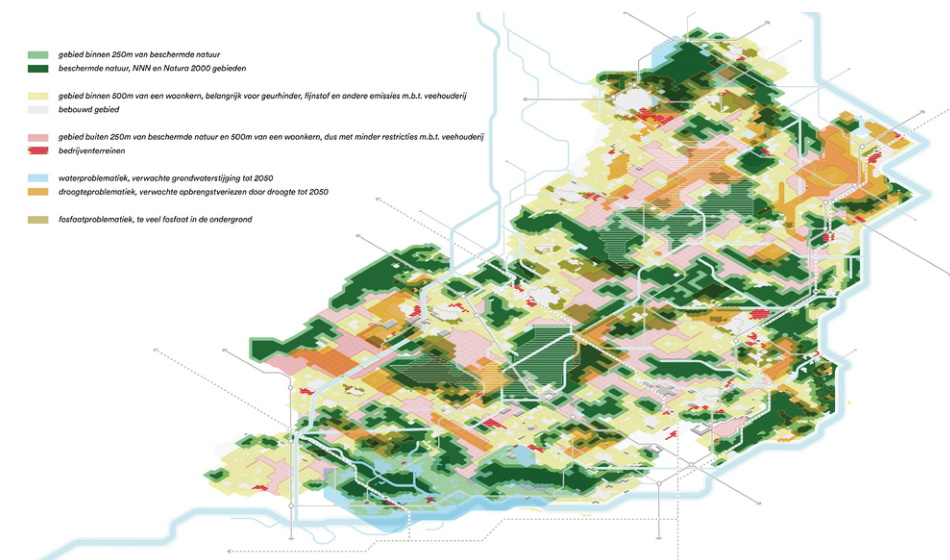 gebied binnen 250m van beschermde natuur
beschermde natuur, NNN en Natura 2000 gebieden
gebied binnen 500m van een woonkern, belangrijk voor geurhinder, fijnstof en andere emissies m.b.t. veehouderij
bebouwd gebied
gebied buiten 250m van beschermde natuur en 500m van een woonkern, dus met minder restricties m.b.t. veehouderij
bedrijventerreinen
waterproblematiek, verwachte grondwaterstijging tot 2050
droogteproblematiek, verwachte opbrengstverliezen door droogte tot 2050
fosfaatproblematiek, te veel fosfaat in de ondergrond